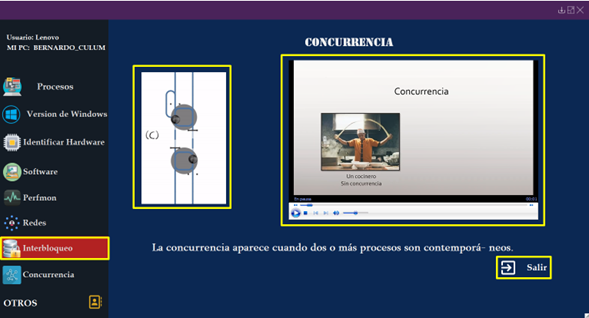 Usuario: Lenovo
MI PC: BERNARDO_CULUM
Procesos
Version de Windows
Identificar Hardware
Software
Perfmon
Redes
Interbloqueo
Concurrencia
OTROS
CONCURRENCIA
(C)
Concurrencia
Un cocinero
Sin concurrencia
En pausa
00:01
La concurrencia aparece cuando dos o más procesos son contemporá- neos.
Salir